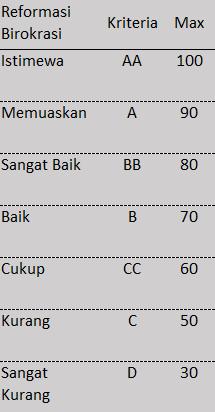 Reformasi
Birokrasi Kriteria Max
Istimewa AA 100
Memuaskan A 90
Sangat Baik BB 80
Baik B 70
Cukup CC 60
Kurang C 50
Sangat
Kurang D 30